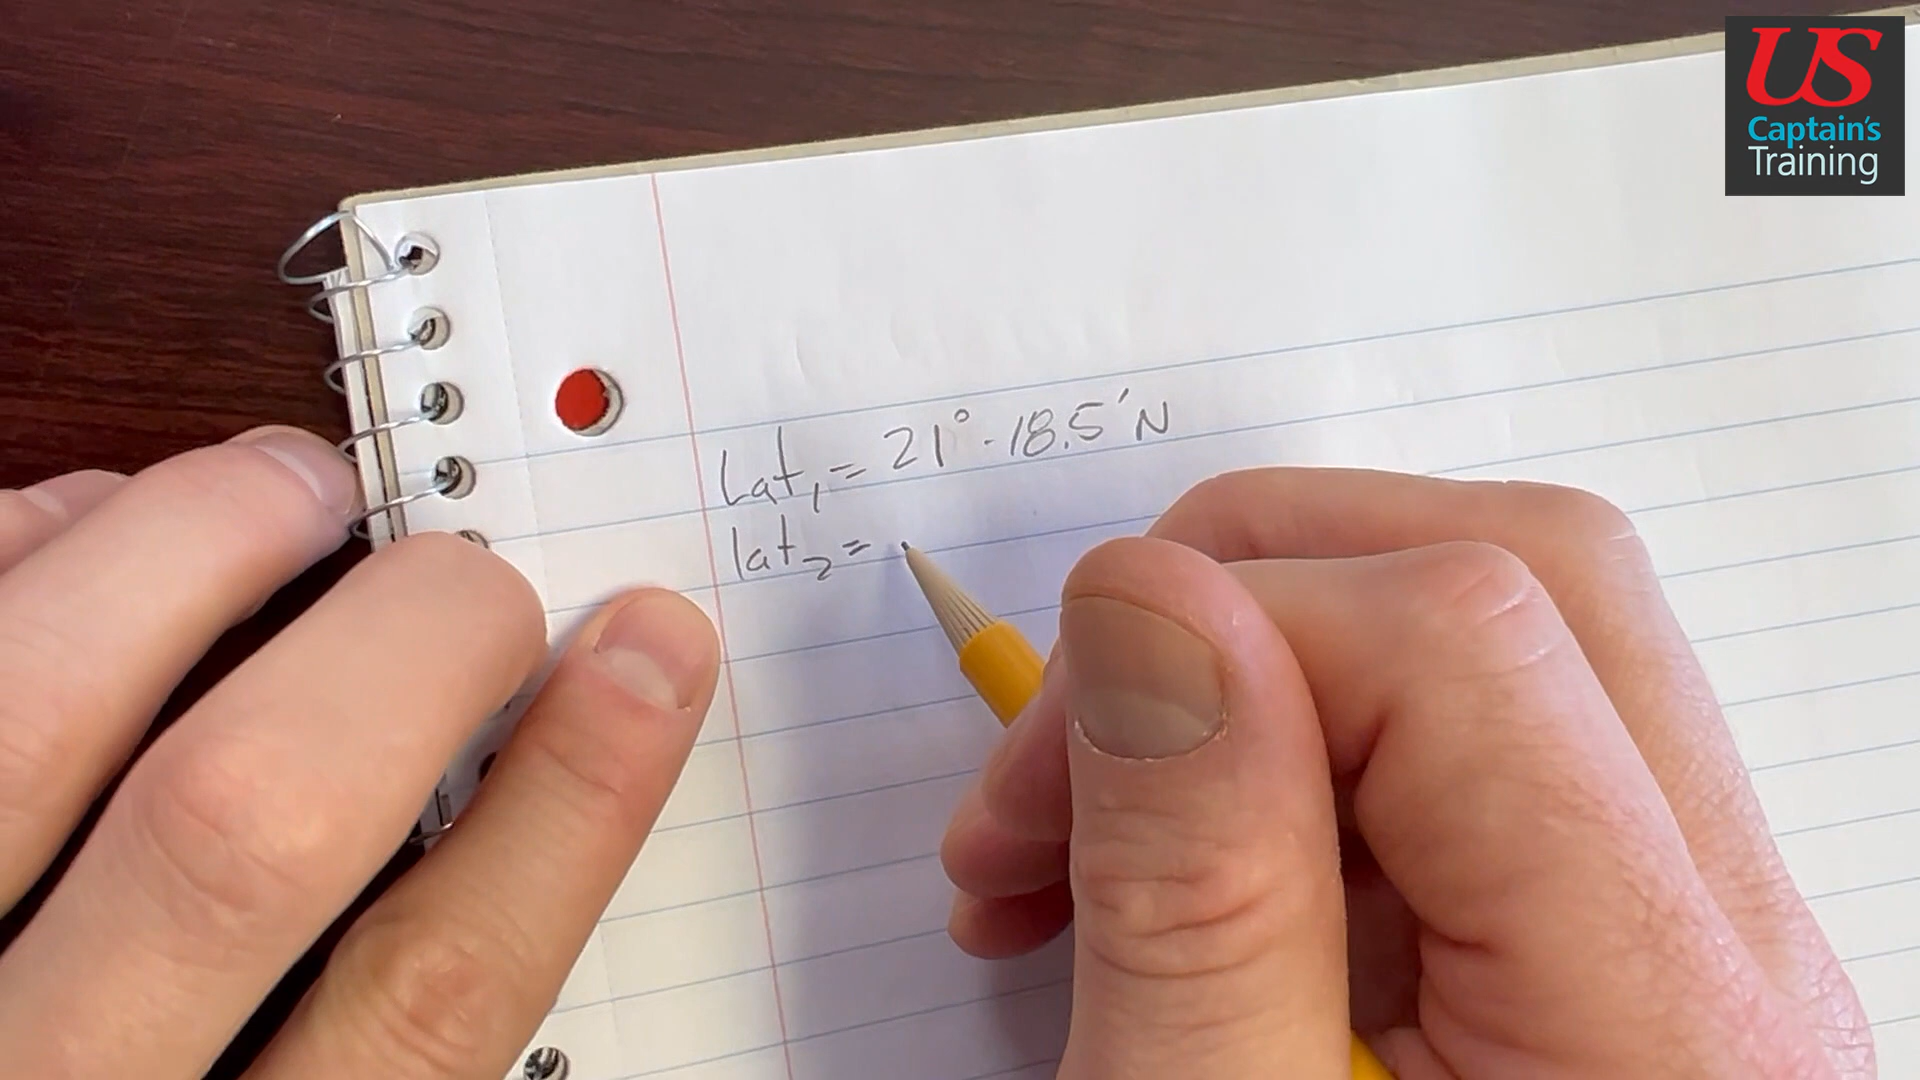 US
Captain's
Training
Lat₁ = 21°-18.5'N
lat₂ =